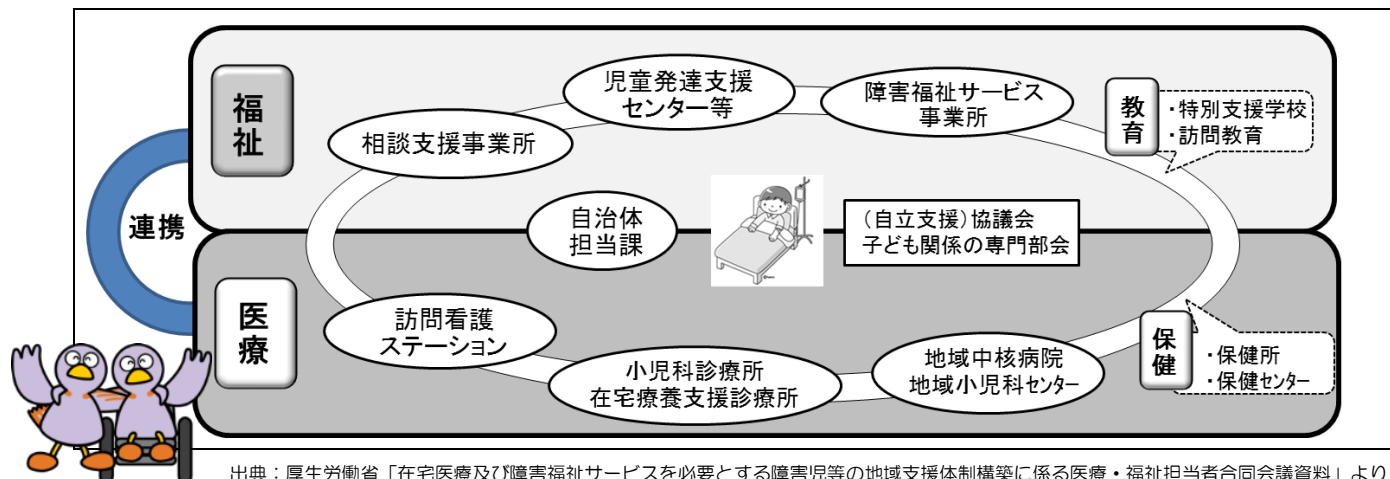 福祉
児童発達支援
センター等
障害福祉サービス
事業所
相談支援事業所
教育
・特別支援学校
・訪問教育
連携
自治体
担当課
（自立支援）協議会
子ども関係の専門部会
医療
訪問看護
ステーション
小児科診療所
在宅療養支援診療所
地域中核病院
地域小児科センター
保健
・保健所
・保健センター
出典：厚生労働省「在宅医療及び障害福祉サービスを必要とする障害児等の地域支援体制構築に係る医療・福祉担当者合同会議資料」より